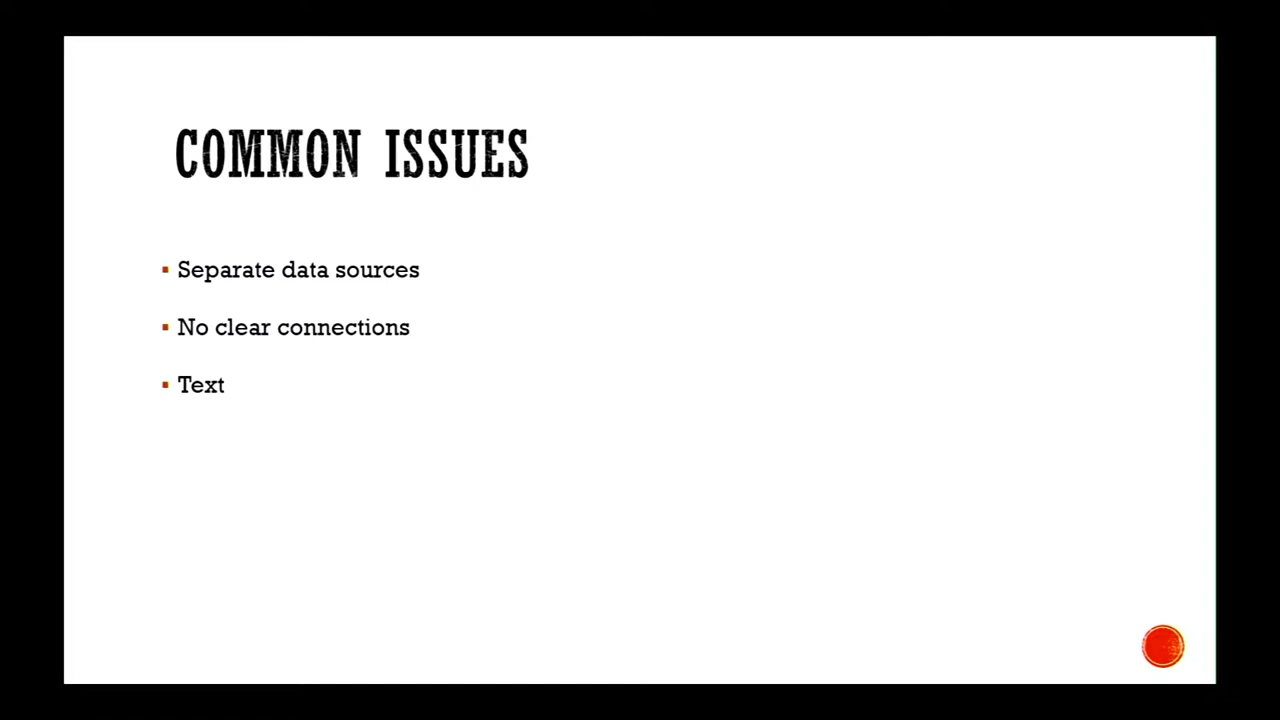 COMMON ISSUES
Separate data sources
No clear connections
Text